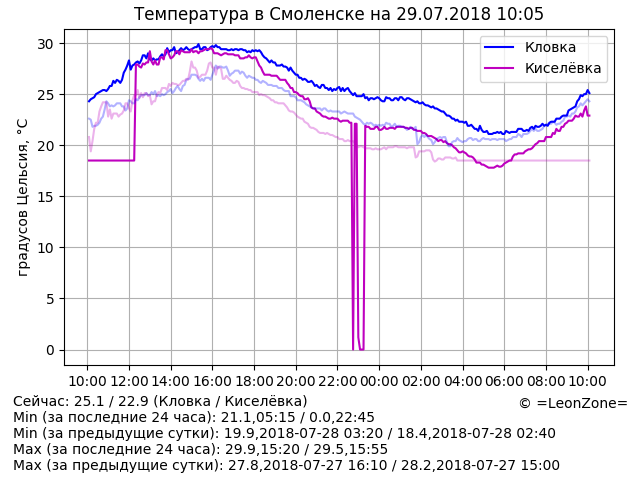 Температура в Смоленске на 29.07.2018 10:05
Кловка
Киселёвка
градусов Цельсия, °C
30
25
20
15
10
5
0
10:00 12:00 14:00 16:00 18:00 20:00 22:00 00:00 02:00 04:00 06:00 08:00 10:00
Сейчас: 25.1 / 22.9 (Кловка / Киселёвка)
© =LeonZone=
Min (за последние 24 часа): 21.1,05:15 / 0.0,22:45
Min (за предыдущие сутки): 19.9,2018-07-28 03:20 / 18.4,2018-07-28 02:40
Max (за последние 24 часа): 29.9,15:20 / 29.5,15:55
Max (за предыдущие сутки): 27.8,2018-07-27 16:10 / 28.2,2018-07-27 15:00